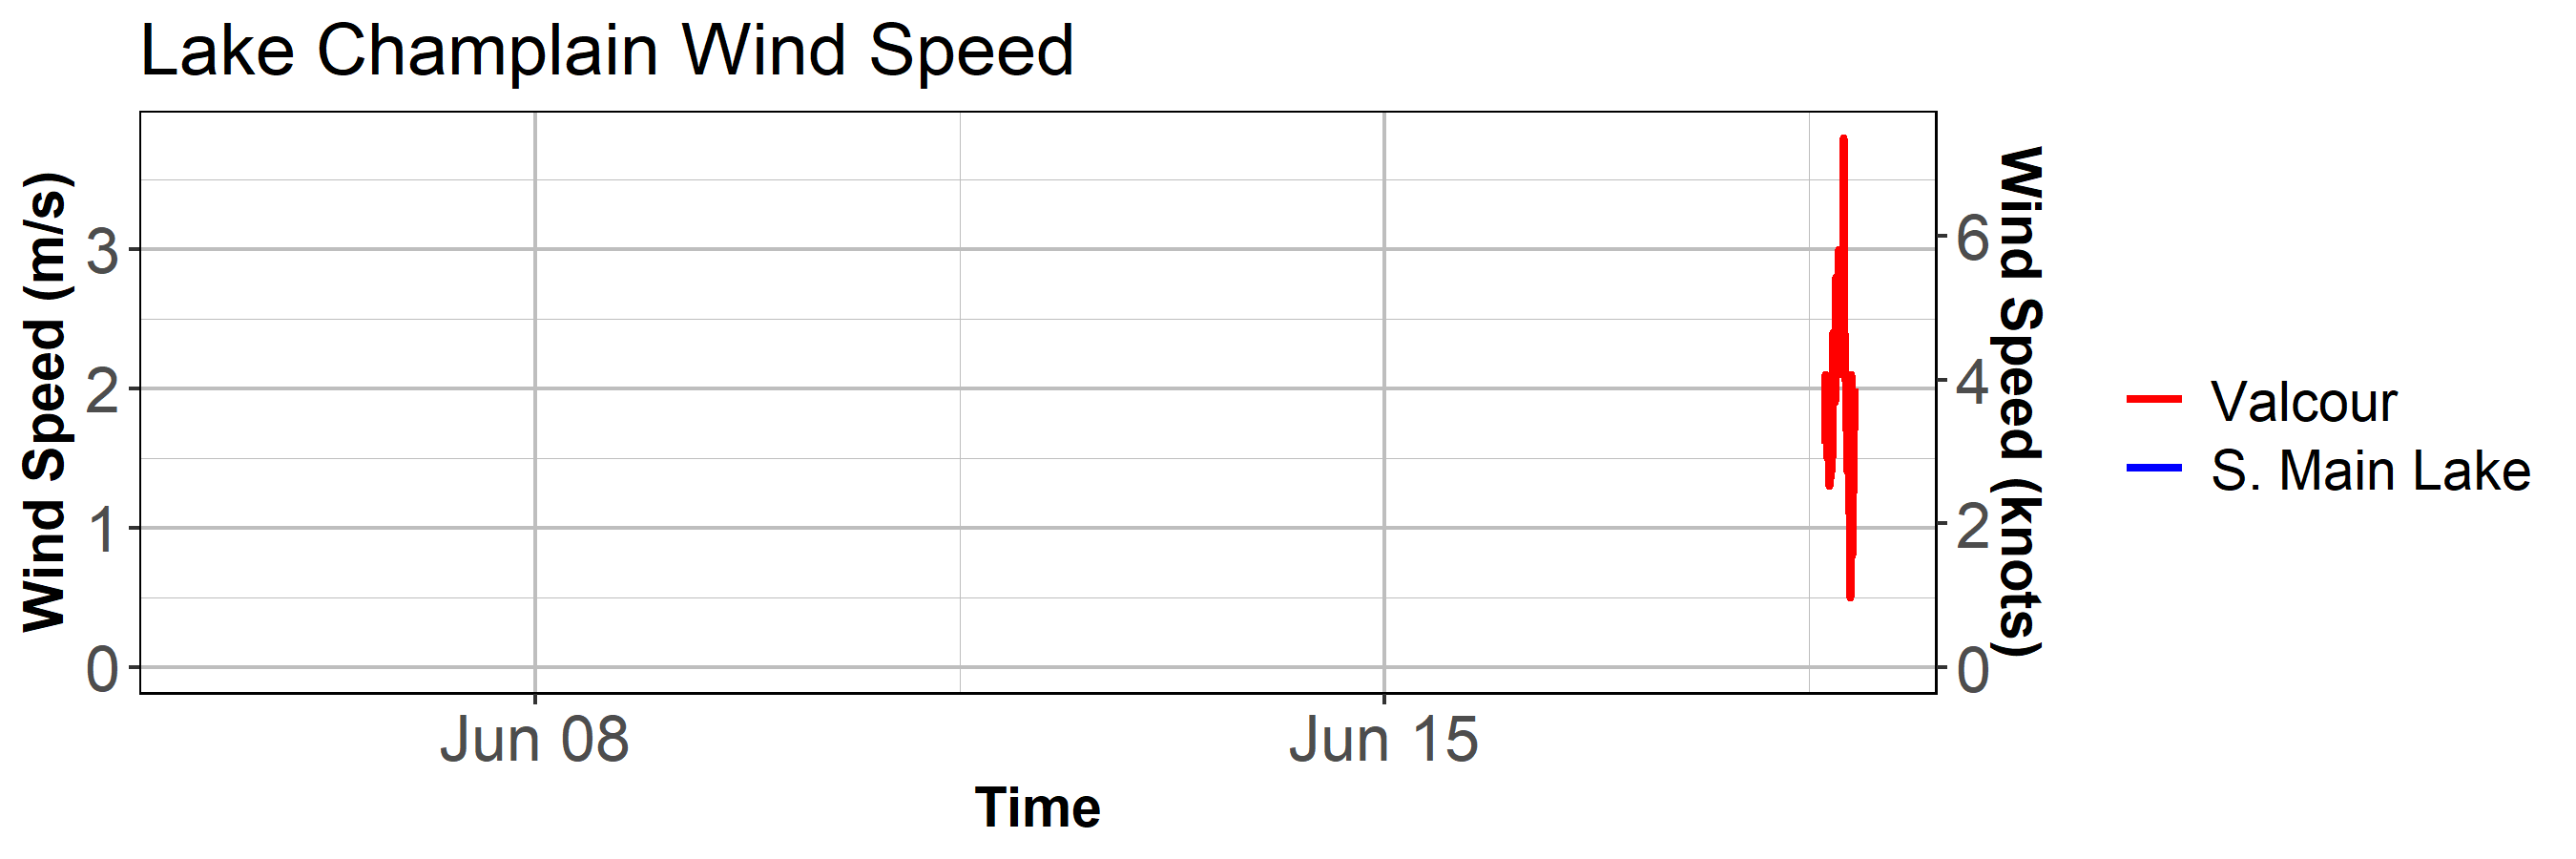 Lake Champlain Wind Speed
Wind Speed (m/s)
3
2
1
0
6
4
2
0
Wind Speed (knots)
Jun 08
Jun 15
Time
Valcour
S. Main Lake